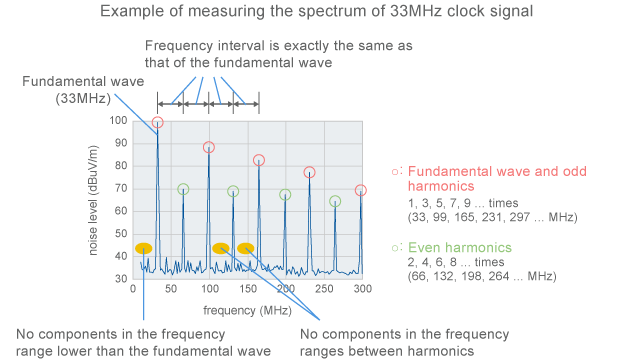 Example of measuring the spectrum of 33MHz clock signal
Frequency interval is exactly the same as
that of the fundamental wave
Fundamental wave
(33MHz)
noise level (dBuV/m)
100
90
80
70
60
50
40
30
0
50
100
150
200
250
300
frequency (MHz)
○: Fundamental wave and odd
harmonics
1, 3, 5, 7, 9 ... times
(33, 99, 165, 231, 297 ... MHz)
○: Even harmonics
2, 4, 6, 8 ... times
(66, 132, 198, 264 ... MHz)
No components in the frequency
range lower than the fundamental wave
No components in the frequency
ranges between harmonics